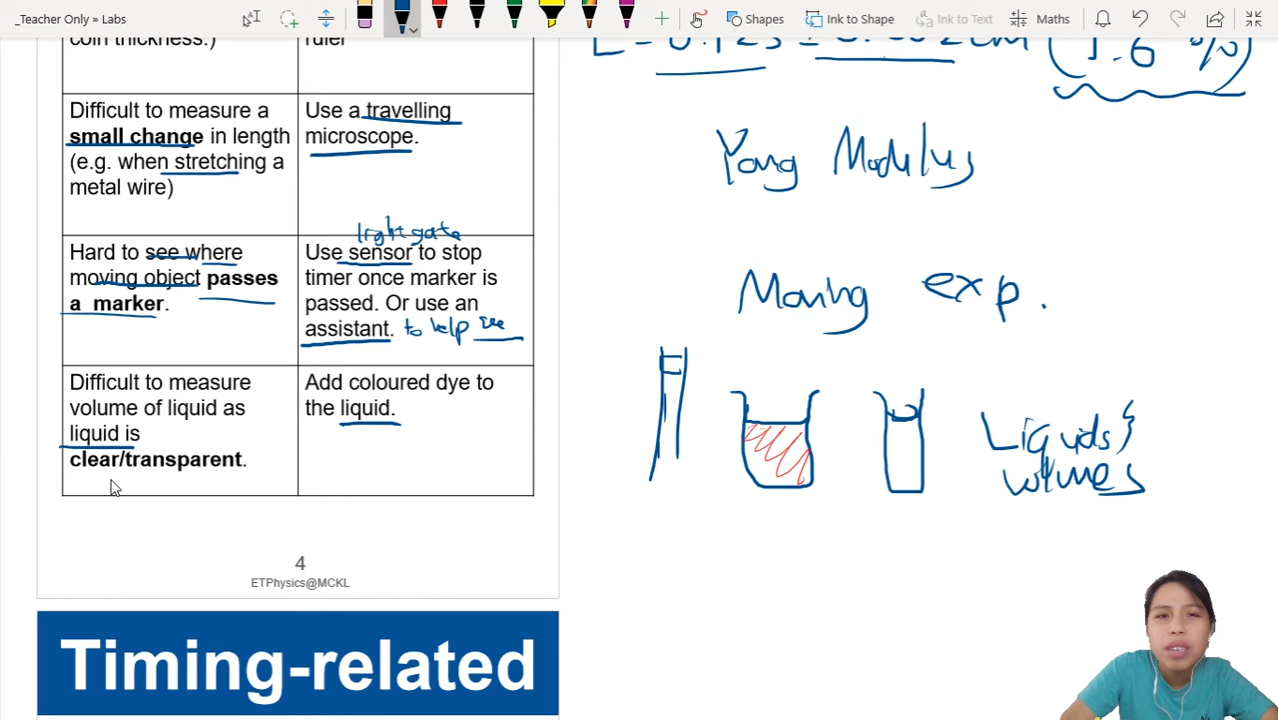 _Teacher Only » Labs
Shapes
Ink to Shape
Ink to Text
Maths
coin thickness.)
ruler
Difficult to measure a
small change in length
(e.g. when stretching a
metal wire)
Use a travelling
microscope.
Hard to see where
moving object passes
a marker.
light gate
Use sensor to stop
timer once marker is
passed. Or use an
assistant. to help see
Difficult to measure
volume of liquid as
liquid is
clear/transparent.
Add coloured dye to
the liquid.
4
ETPhysics@MCKL
Timing-related
Yong Modulus
Moving exp.
Liquids/
volumes